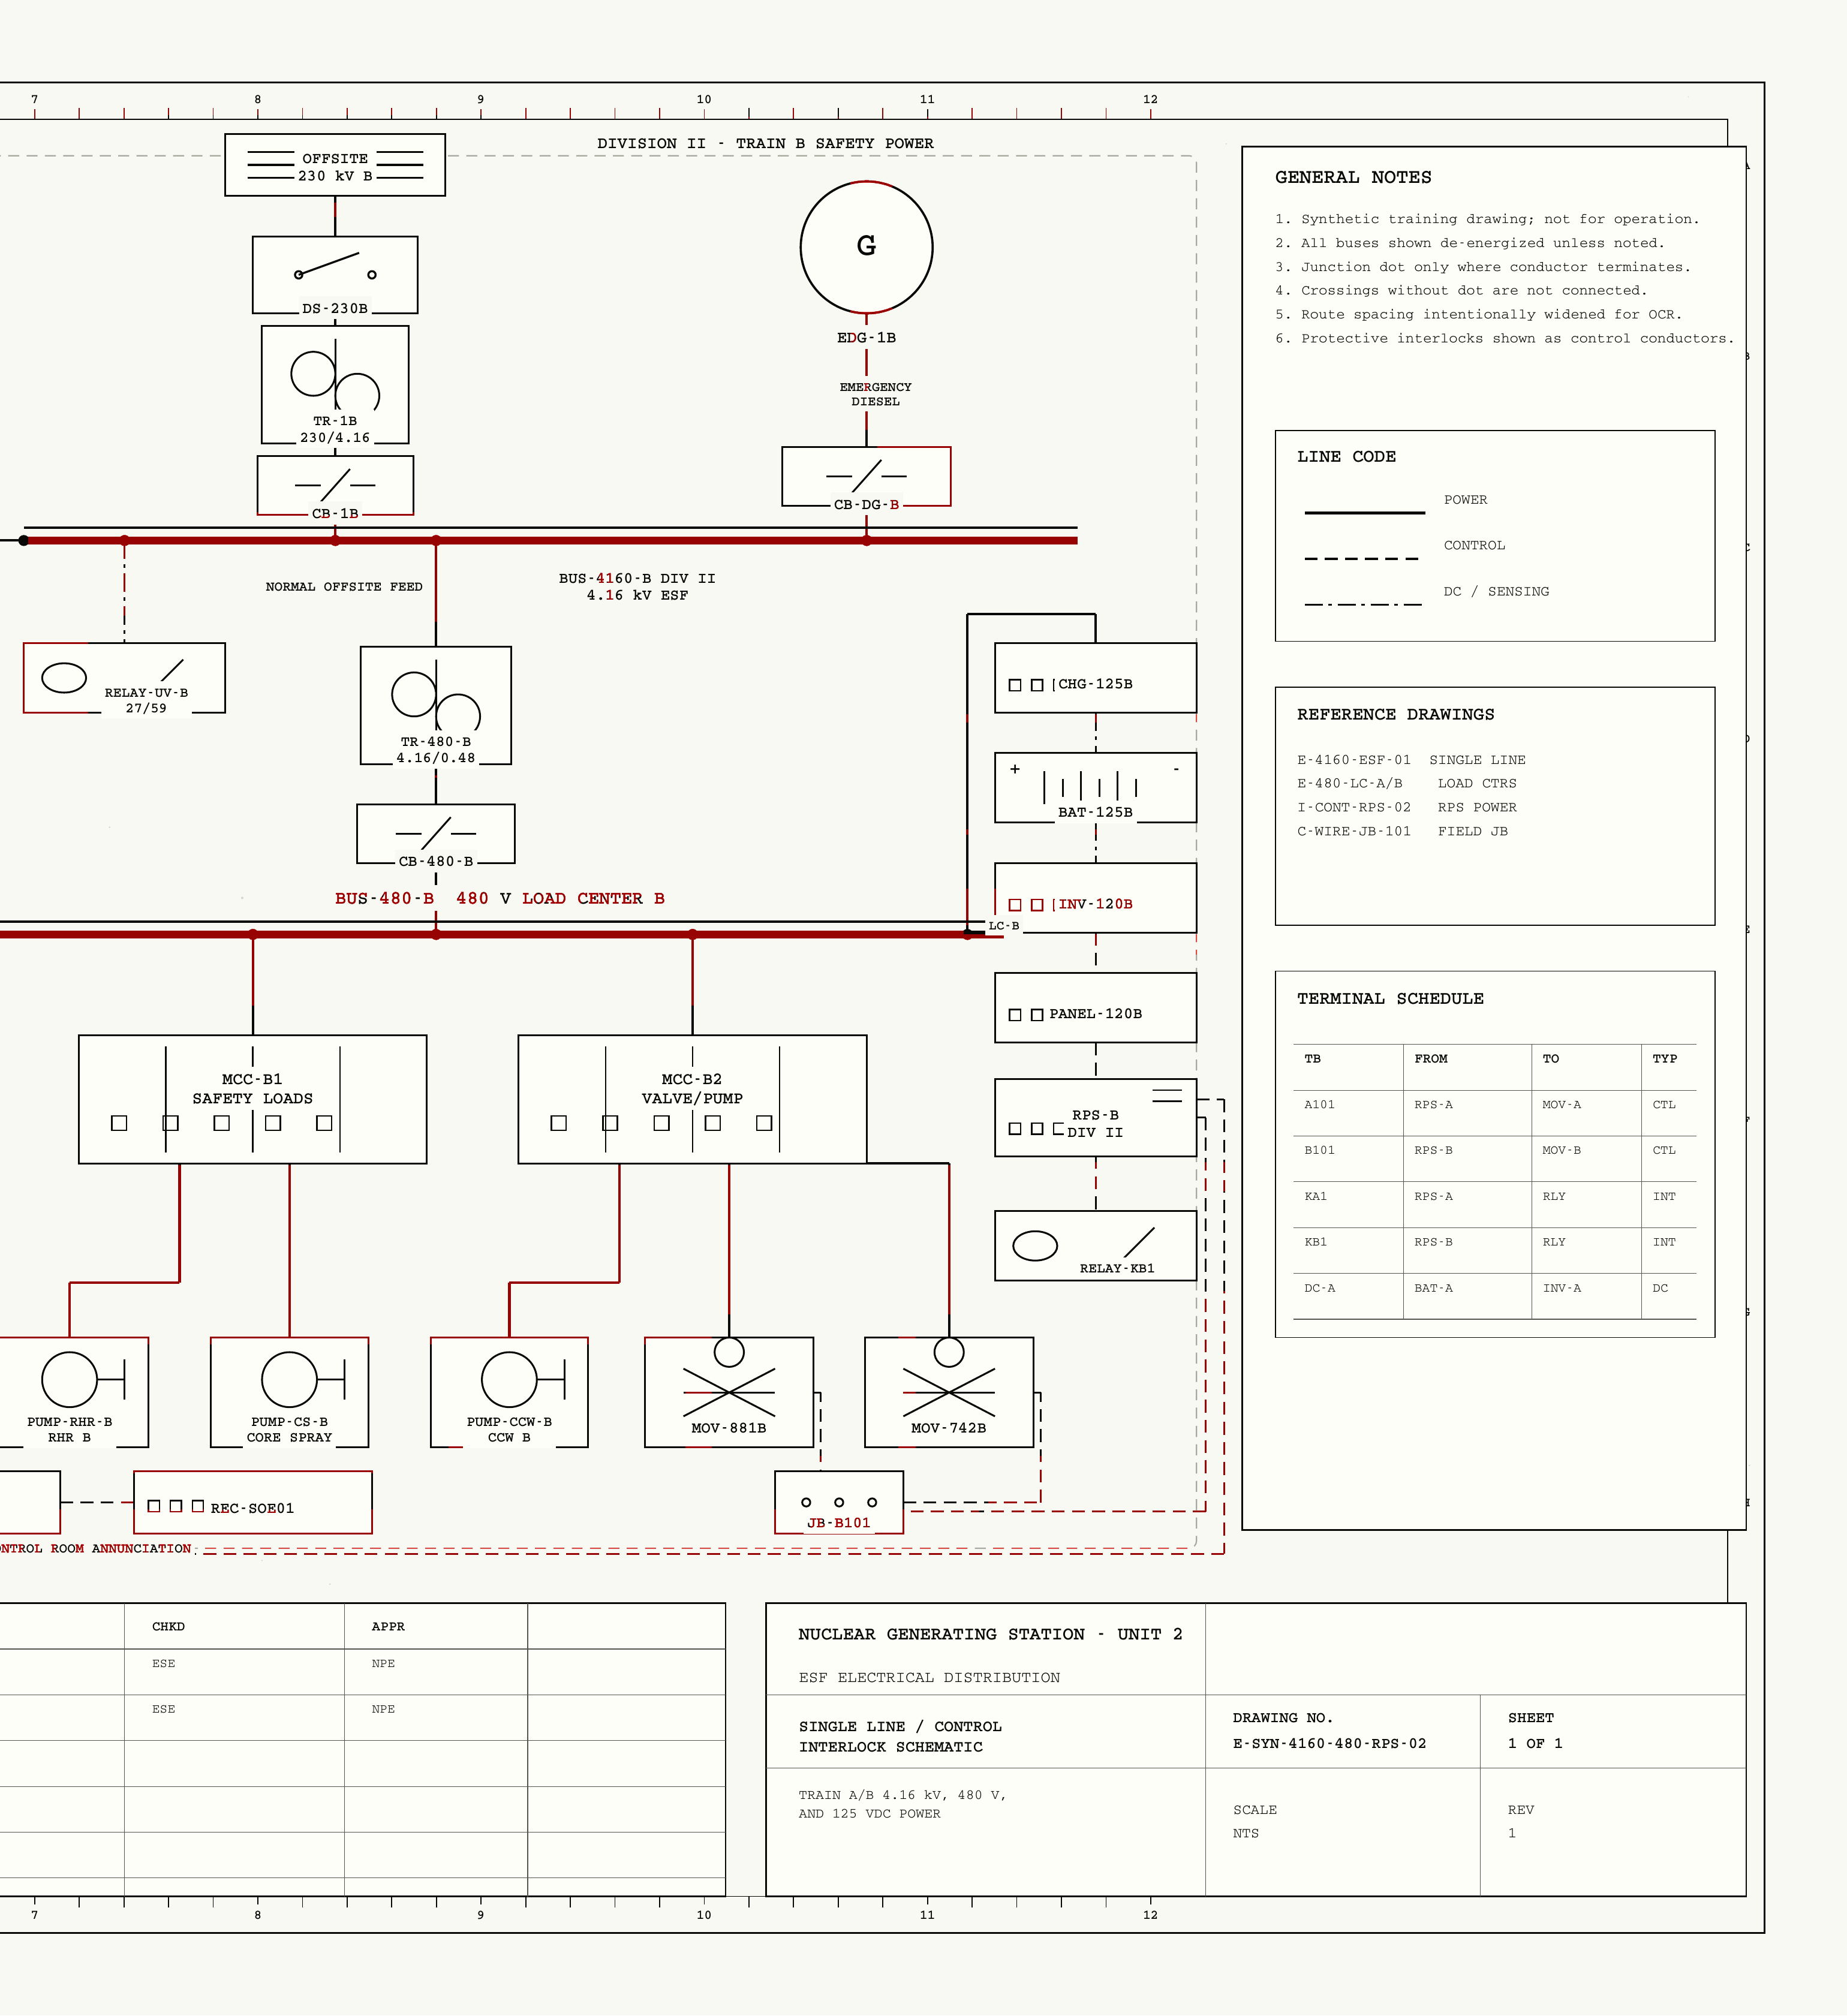 7 8 9 10 11 12
DIVISION II - TRAIN B SAFETY POWER
OFFSITE
230 kV B
DS-230B
TR-1B
230/4.16
CB-1B
G
EDG-1B
EMERGENCY
DIESEL
CB-DG-B
NORMAL OFFSITE FEED
BUS-4160-B DIV II
4.16 kV ESF
RELAY-UV-B
27/59
TR-480-B
4.16/0.48
CB-480-B
BUS-480-B 480 V LOAD CENTER B
LC-B
CHG-125B
+ -
BAT-125B
INV-120B
PANEL-120B
RPS-B
DIV II
RELAY-KB1
MCC-B1
SAFETY LOADS
MCC-B2
VALVE/PUMP
PUMP-RHR-B
RHR B
PUMP-CS-B
CORE SPRAY
PUMP-CCW-B
CCW B
MOV-881B
MOV-742B
REC-SOE01
JB-B101
ONTROL ROOM ANNUNCIATION
GENERAL NOTES
1. Synthetic training drawing; not for operation.
2. All buses shown de-energized unless noted.
3. Junction dot only where conductor terminates.
4. Crossings without dot are not connected.
5. Route spacing intentionally widened for OCR.
6. Protective interlocks shown as control conductors.
LINE CODE
POWER
CONTROL
DC / SENSING
REFERENCE DRAWINGS
E-4160-ESF-01 SINGLE LINE
E-480-LC-A/B LOAD CTRS
I-CONT-RPS-02 RPS POWER
C-WIRE-JB-101 FIELD JB
TERMINAL SCHEDULE
TB FROM TO TYP
A101 RPS-A MOV-A CTL
B101 RPS-B MOV-B CTL
KA1 RPS-A RLY INT
KB1 RPS-B RLY INT
DC-A BAT-A INV-A DC
CHKD APPR
ESE NPE
ESE NPE
NUCLEAR GENERATING STATION - UNIT 2
ESF ELECTRICAL DISTRIBUTION
SINGLE LINE / CONTROL
INTERLOCK SCHEMATIC
TRAIN A/B 4.16 kV, 480 V,
AND 125 VDC POWER
DRAWING NO.
E-SYN-4160-480-RPS-02
SHEET
1 OF 1
SCALE
NTS
REV
1
7 8 9 10 11 12